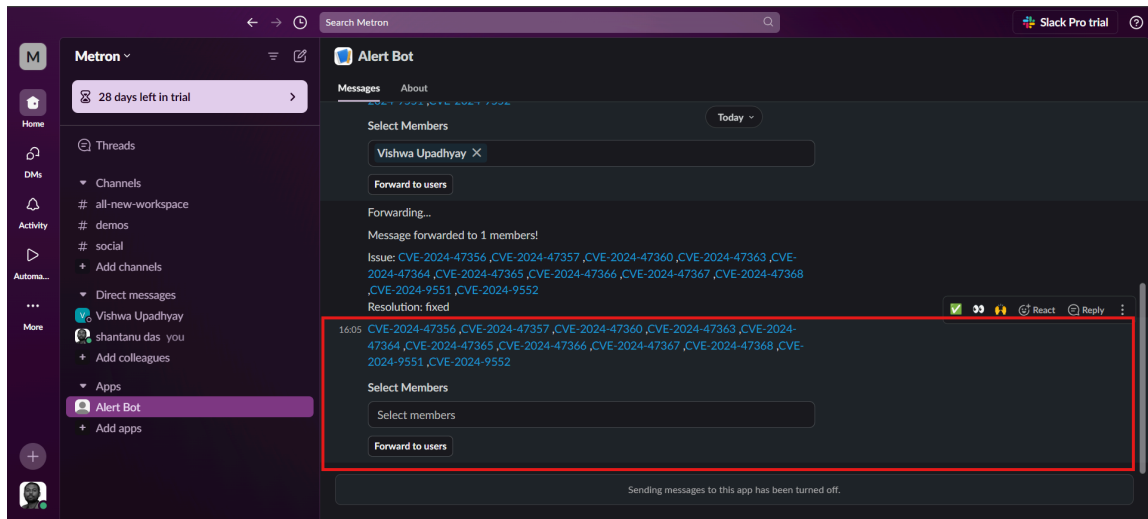 Search Metron
Slack Pro trial
M
Metron
Alert Bot
28 days left in trial
Messages About
Home
Threads
DMs
Channels
# all-new-workspace
Activity
# demos
# social
Automa...
+ Add channels
Direct messages
More
V
Vishwa Upadhyay
shantanu das you
+ Add colleagues
Apps
Alert Bot
+ Add apps
+
2024-9551 ,CVE-2024-9552
Today
Select Members
Vishwa Upadhyay ×
Forward to users
Forwarding...
Message forwarded to 1 members!
Issue: CVE-2024-47356 ,CVE-2024-47357 ,CVE-2024-47360 ,CVE-2024-47363 ,CVE-
2024-47364 ,CVE-2024-47365 ,CVE-2024-47366 ,CVE-2024-47367 ,CVE-2024-47368
,CVE-2024-9551 ,CVE-2024-9552
Resolution: fixed
React Reply
16:05 CVE-2024-47356 ,CVE-2024-47357 ,CVE-2024-47360 ,CVE-2024-47363 ,CVE-2024-
47364 ,CVE-2024-47365 ,CVE-2024-47366 ,CVE-2024-47367 ,CVE-2024-47368 ,CVE-
2024-9551 ,CVE-2024-9552
Select Members
Select members
Forward to users
Sending messages to this app has been turned off.